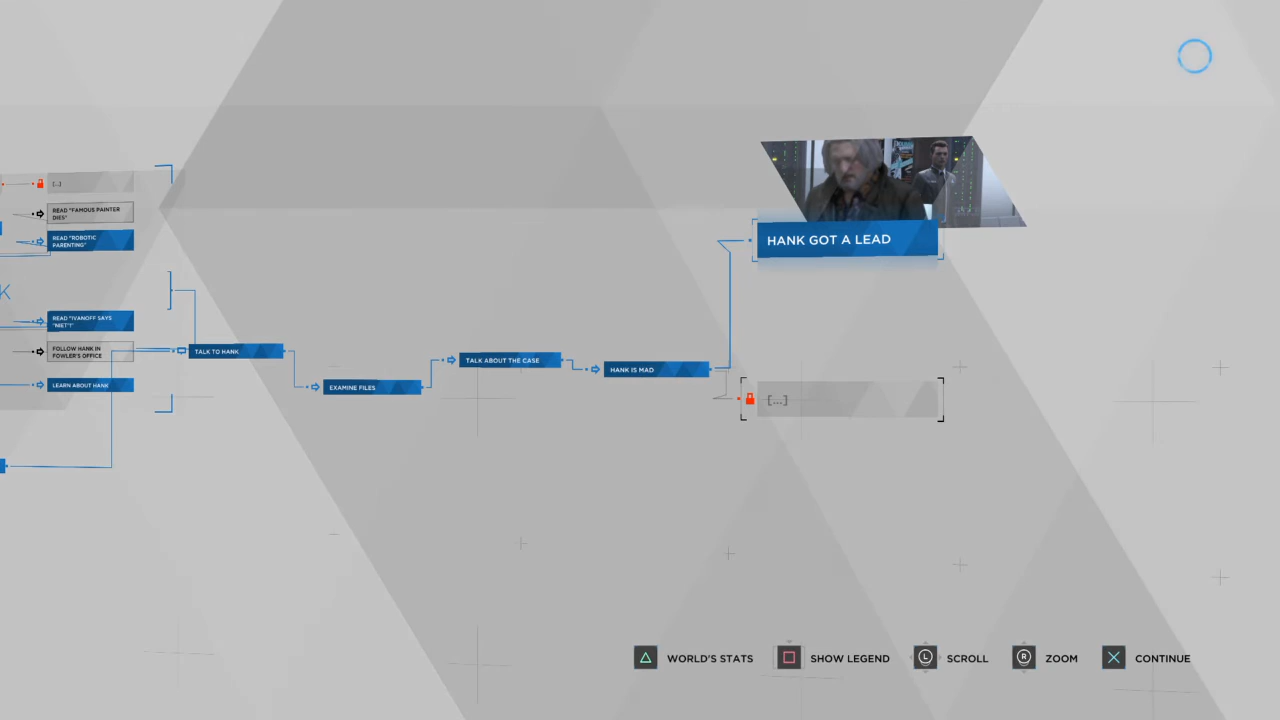 [...]
READ "FAMOUS PAINTER
DIES"
READ "ROBOTIC
PARENTING"
K
READ "IVANOFF SAYS
"NIET"!"
FOLLOW HANK IN
FOWLER'S OFFICE
LEARN ABOUT HANK
TALK TO HANK
EXAMINE FILES
TALK ABOUT THE CASE
HANK IS MAD
HANK GOT A LEAD
[...]
WORLD'S STATS
SHOW LEGEND
L
SCROLL
R
ZOOM
CONTINUE